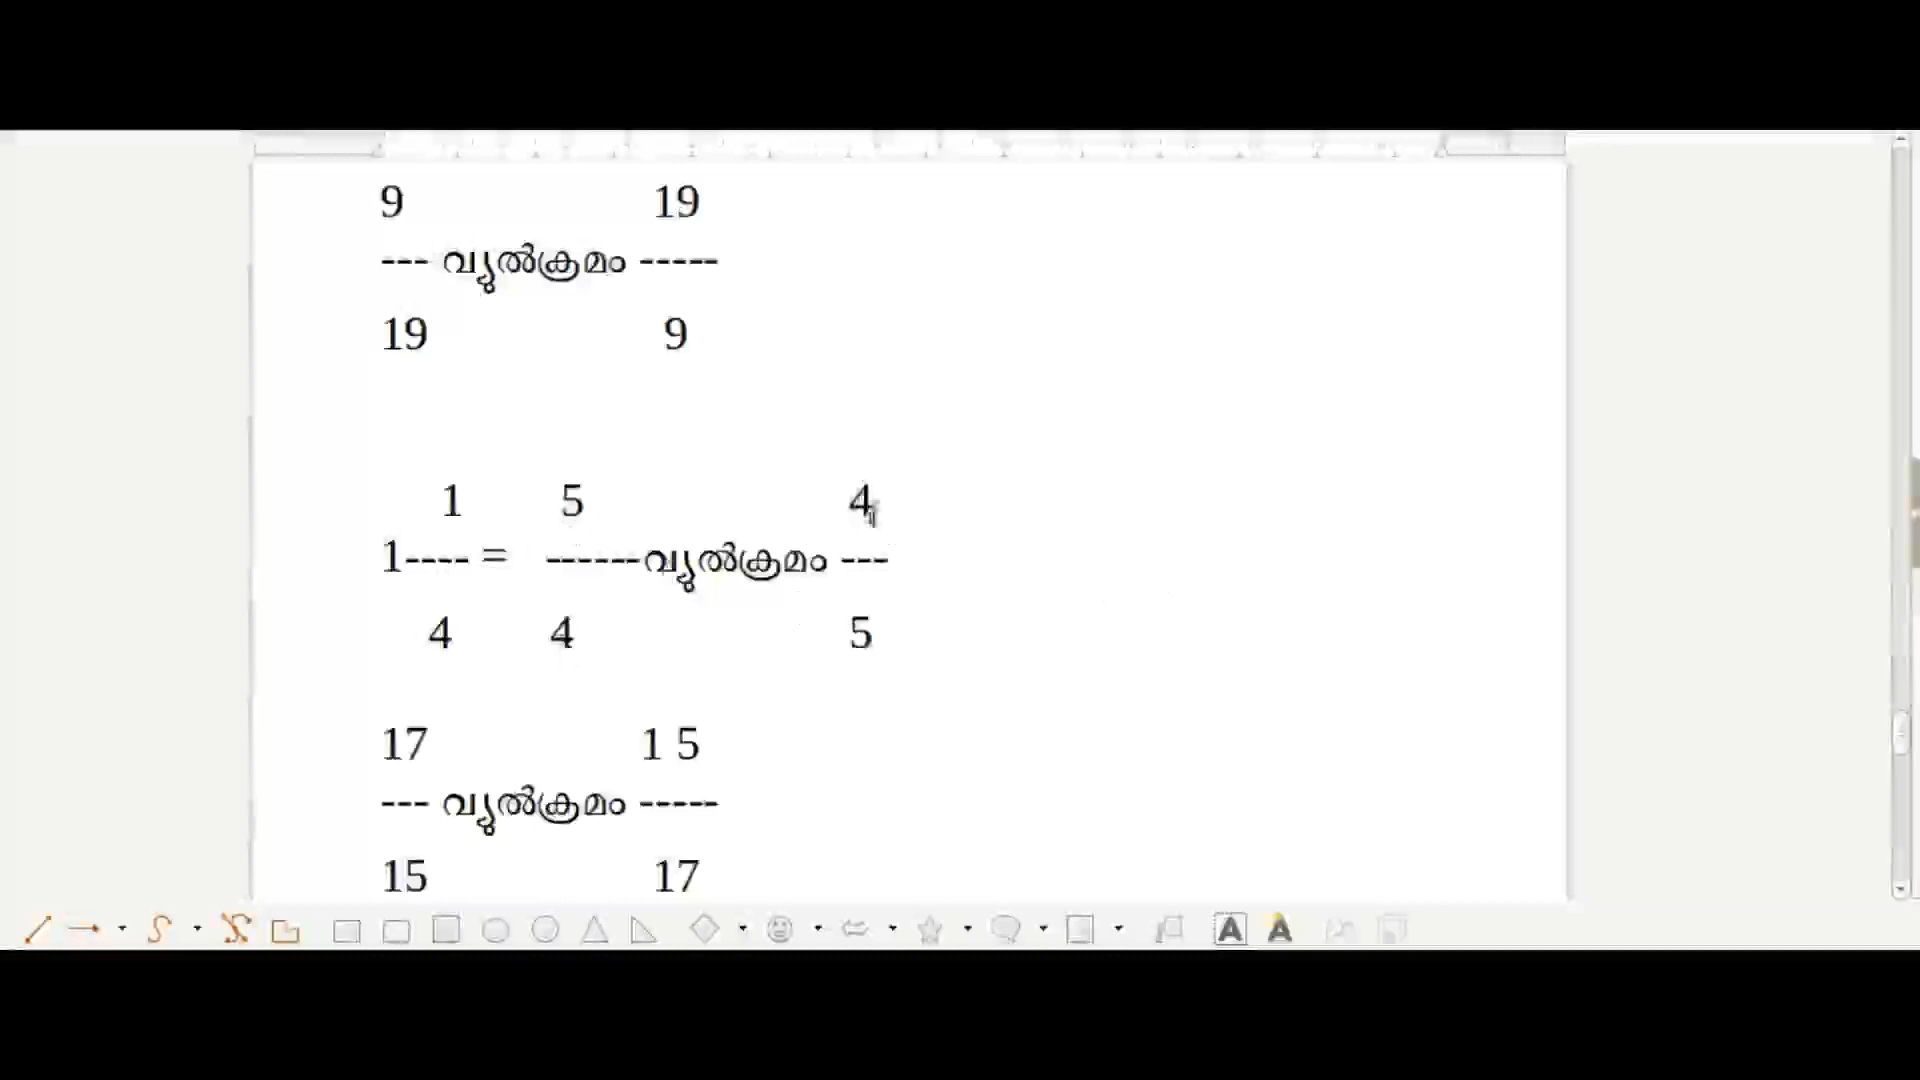 9 19
--- വ്യുൽക്രമം -----
19 9
1 5 4
1---- = ------വ്യുൽക്രമം ---
4 4 5
17 1 5
--- വ്യുൽക്രമം -----
15 17
A A